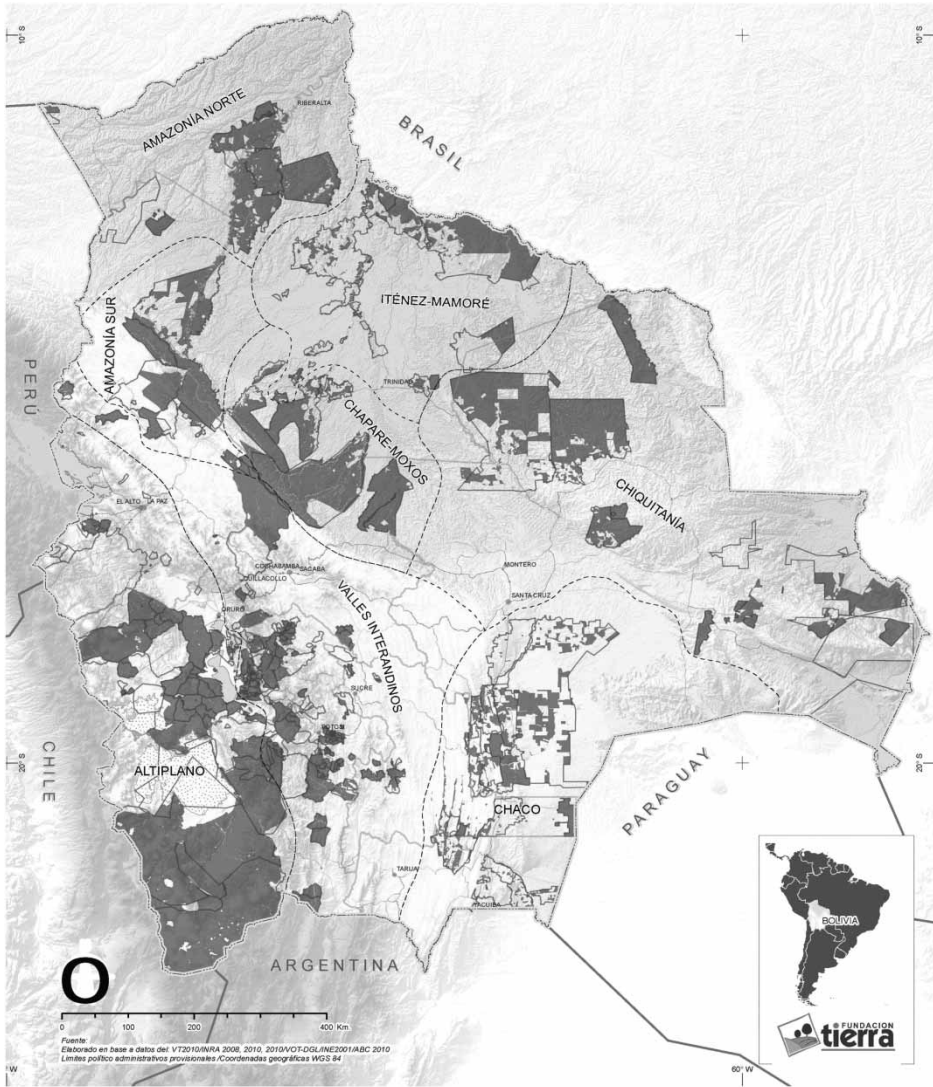 10° S
10° S
AMAZONÍA NORTE
RIBERALTA
BRASIL
ITÉNEZ-MAMORÉ
AMAZONÍA SUR
PERÚ
TRINIDAD
CHAPARE-MOXOS
CHIQUITANÍA
EL ALTO
LA PAZ
MONTERO
COCHABAMBA
SACABA
QUILLACOLLO
SANTA CRUZ
ORURO
VALLES INTERANDINOS
SUCRE
POTOSÍ
CHILE
20° S
20° S
ALTIPLANO
PARAGUAY
CHACO
TARIJA
YACUIBA
BOLIVIA
ARGENTINA
O
0 100 200 400 Km.
FUNDACION
tierra
Fuente:
Elaborado en base a datos del: VT2010/INRA 2008, 2010, 2010/VOT-DGL/INE2001/ABC 2010
Límites político administrativos provisionales /Coordenadas geográficas WGS 84
° W
60° W